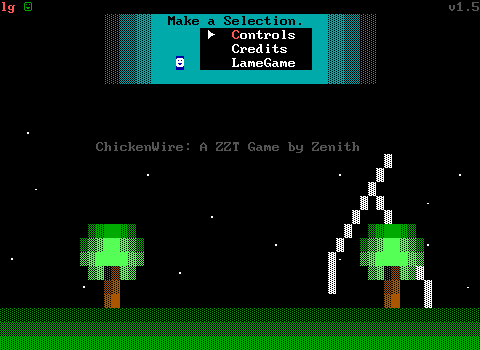 lg
v1.5
Make a Selection.
Controls
Credits
LameGame
ChickenWire: A ZZT Game by Zenith